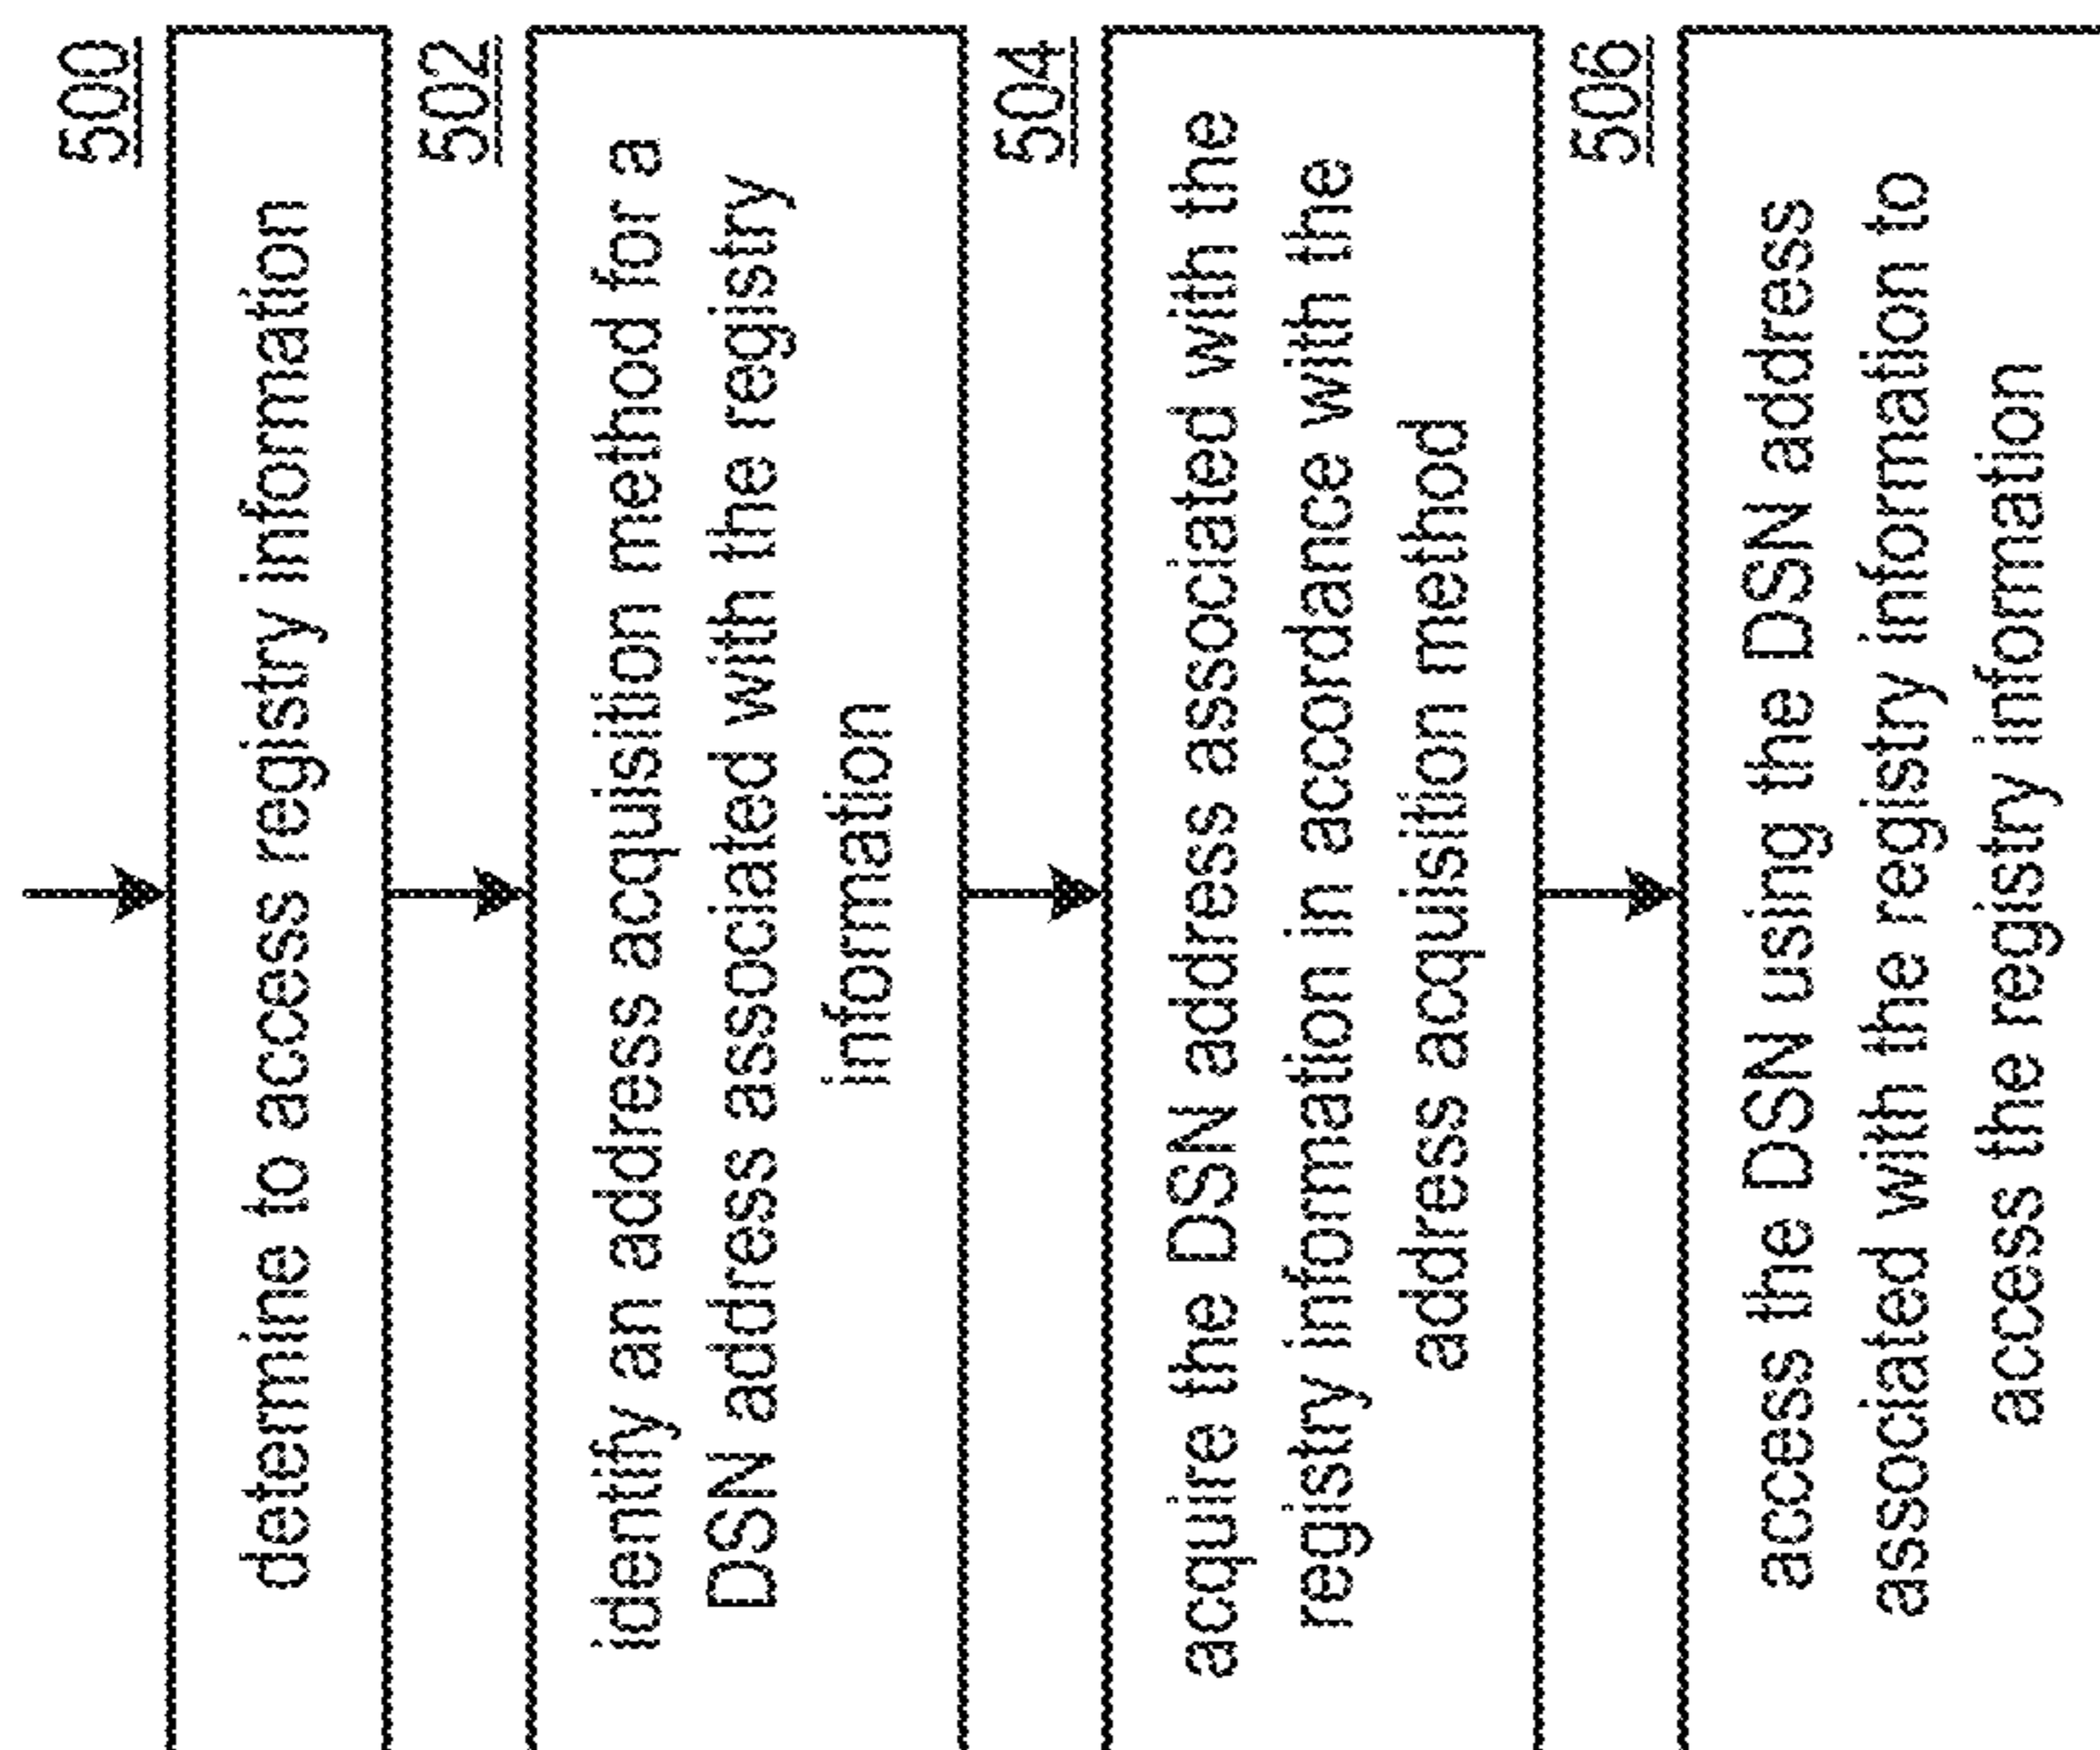 500
determine to access registry information
502
identify an address acquisition method for a
DSN address associated with the registry
information
504
acquire the DSN address associated with the
registry information in accordance with the
address acquisition method
506
access the DSN using the DSN address
associated with the registry information to
access the registry information